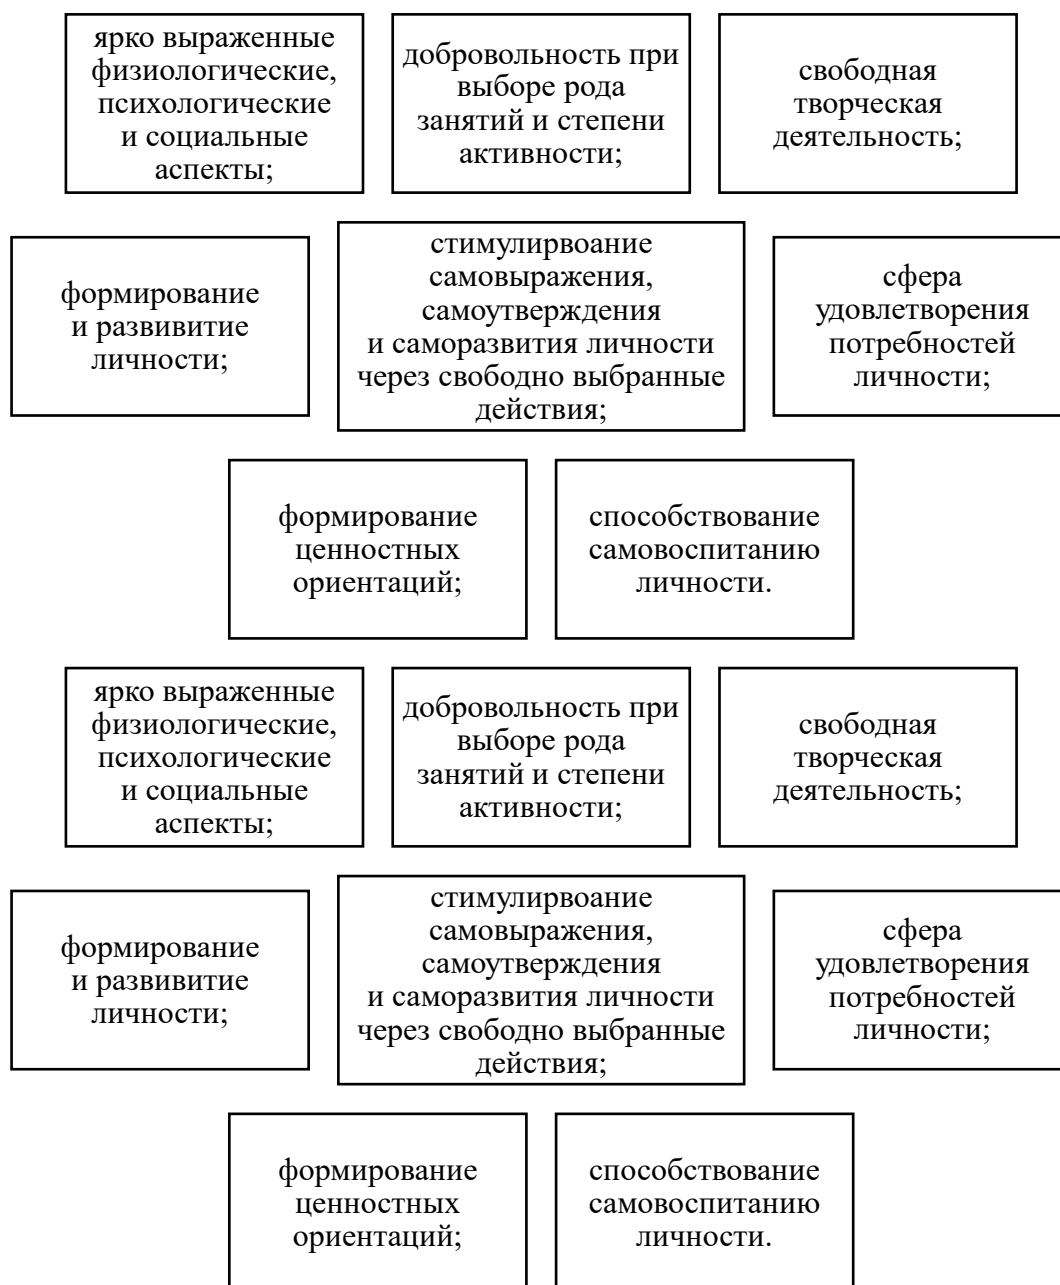 ярко выраженные
физиологические,
психологические
и социальные
аспекты;
добровольность при
выборе рода
занятий и степени
активности;
свободная
творческая
деятельность;
формирование
и развивитие
личности;
стимулирвоание
самовыражения,
самоутверждения
и саморазвития личности
через свободно выбранные
действия;
сфера
удовлетворения
потребностей
личности;
формирование
ценностных
ориентаций;
способствование
самовоспитанию
личности.
ярко выраженные
физиологические,
психологические
и социальные
аспекты;
добровольность при
выборе рода
занятий и степени
активности;
свободная
творческая
деятельность;
формирование
и развивитие
личности;
стимулирвоание
самовыражения,
самоутверждения
и саморазвития личности
через свободно выбранные
действия;
сфера
удовлетворения
потребностей
личности;
формирование
ценностных
ориентаций;
способствование
самовоспитанию
личности.